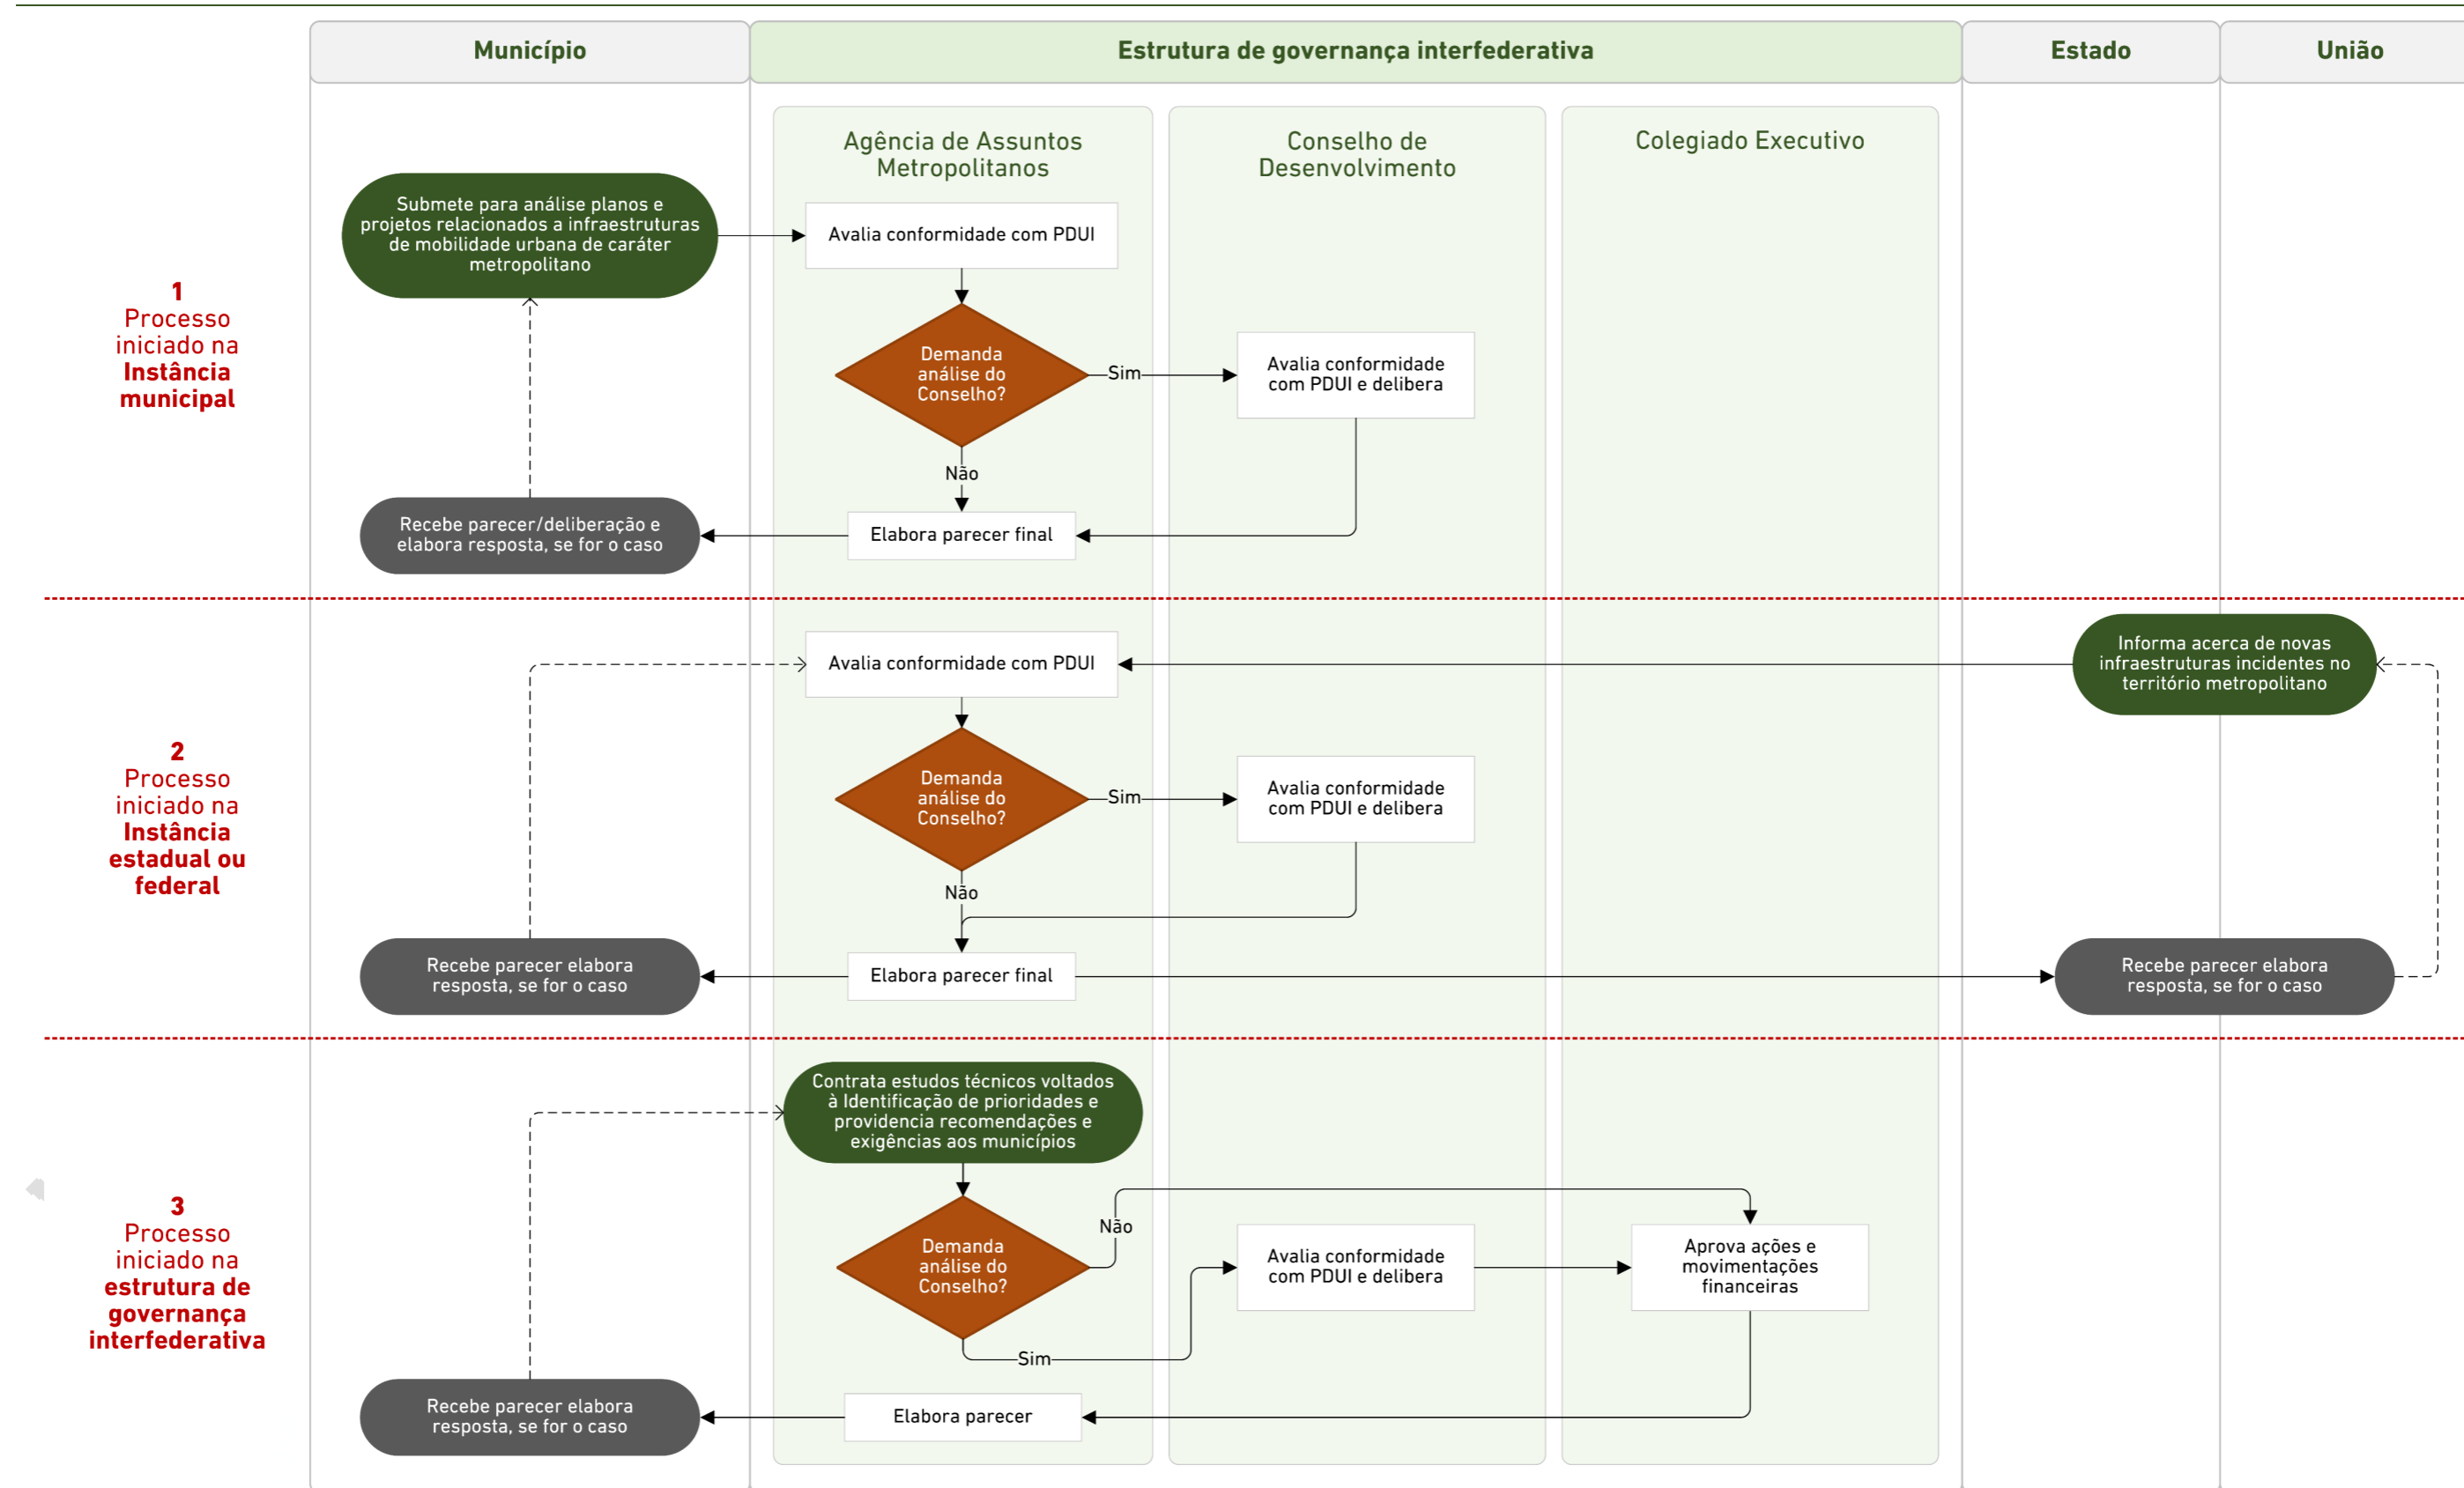 Município
Estrutura de governança interfederativa
Estado
União
Agência de Assuntos
Metropolitanos
Conselho de
Desenvolvimento
Colegiado Executivo
1
Processo
iniciado na
Instância
municipal
Submete para análise planos e
projetos relacionados a infraestruturas
de mobilidade urbana de caráter
metropolitano
Avalia conformidade com PDUI
Demanda
análise do
Conselho?
Sim
Avalia conformidade
com PDUI e delibera
Não
Elabora parecer final
Recebe parecer/deliberação e
elabora resposta, se for o caso
2
Processo
iniciado na
Instância
estadual ou
federal
Informa acerca de novas
infraestruturas incidentes no
território metropolitano
Avalia conformidade com PDUI
Demanda
análise do
Conselho?
Sim
Avalia conformidade
com PDUI e delibera
Não
Elabora parecer final
Recebe parecer elabora
resposta, se for o caso
Recebe parecer elabora
resposta, se for o caso
3
Processo
iniciado na
estrutura de
governança
interfederativa
Contrata estudos técnicos voltados
à Identificação de prioridades e
providencia recomendações e
exigências aos municípios
Demanda
análise do
Conselho?
Não
Sim
Avalia conformidade
com PDUI e delibera
Aprova ações e
movimentações
financeiras
Elabora parecer
Recebe parecer elabora
resposta, se for o caso